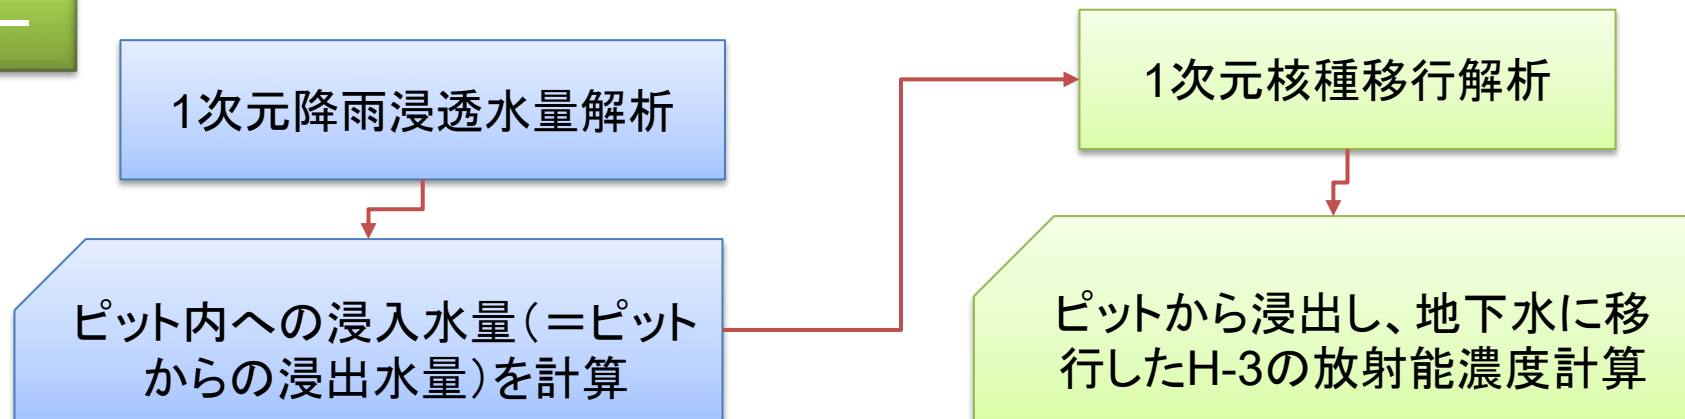 ー
1次元降雨浸透水量解析
ピット内への浸入水量(=ピット
からの浸出水量)を計算
1次元核種移行解析
ピットから浸出し、地下水に移
行したH-3の放射能濃度計算